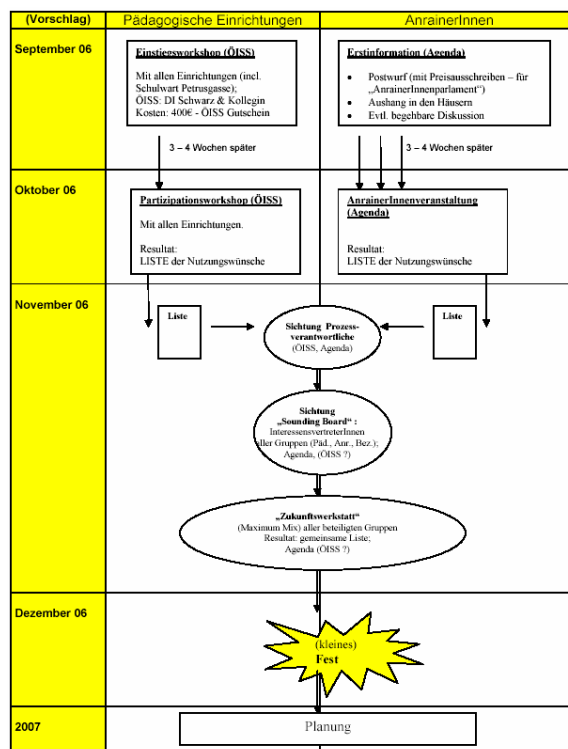 (Vorschlag)
Pädagogische Einrichtungen
AnrainerInnen
September 06
Einstiegsworkshop (ÖISS)
Mit allen Einrichtungen (incl.
Schulwart Petrusgasse);
ÖISS: DI Schwarz & Kollegin
Kosten: 400€ - ÖISS Gutschein
Erstinformation (Agenda)
• Postwurf (mit Preisausschreiben – für
„AnrainerInnenparlament“)
• Aushang in den Häusern
• Evtl. begehbare Diskussion
3 – 4 Wochen später
3 – 4 Wochen später
Oktober 06
Partizipationsworkshop (ÖISS)
Mit allen Einrichtungen.
Resultat:
LISTE der Nutzungswünsche
AnrainerInnenveranstaltung
(Agenda)
Resultat:
LISTE der Nutzungswünsche
November 06
Liste
Sichtung Prozess-
verantwortliche
(ÖISS, Agenda)
Liste
Sichtung
„Sounding Board“ :
InteressensvertreterInnen
aller Gruppen (Päd., Anr., Bez.);
Agenda, (ÖISS ?)
„Zukunftswerkstatt“
(Maximum Mix) aller beteiligten Gruppen
Resultat: gemeinsame Liste;
Agenda (ÖISS ?)
Dezember 06
(kleines)
Fest
2007
Planung